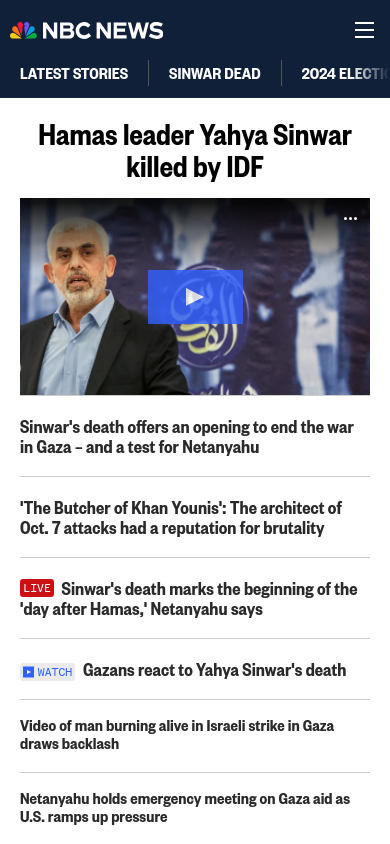 NBC NEWS
LATEST STORIES
SINWAR DEAD
2024 ELECTI
Hamas leader Yahya Sinwar
killed by IDF
Sinwar's death offers an opening to end the war
in Gaza – and a test for Netanyahu
'The Butcher of Khan Younis': The architect of
Oct. 7 attacks had a reputation for brutality
LIVE Sinwar's death marks the beginning of the
'day after Hamas,' Netanyahu says
WATCH Gazans react to Yahya Sinwar's death
Video of man burning alive in Israeli strike in Gaza
draws backlash
Netanyahu holds emergency meeting on Gaza aid as
U.S. ramps up pressure